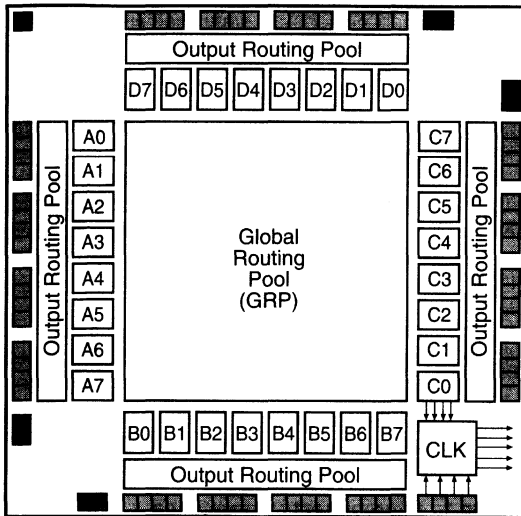 Output Routing Pool
D7 D6 D5 D4 D3 D2 D1 D0
Output Routing Pool
A0
A1
A2
A3
A4
A5
A6
A7
Global
Routing
Pool
(GRP)
C7
C6
C5
C4
C3
C2
C1
C0
Output Routing Pool
CLK
B0 B1 B2 B3 B4 B5 B6 B7
Output Routing Pool